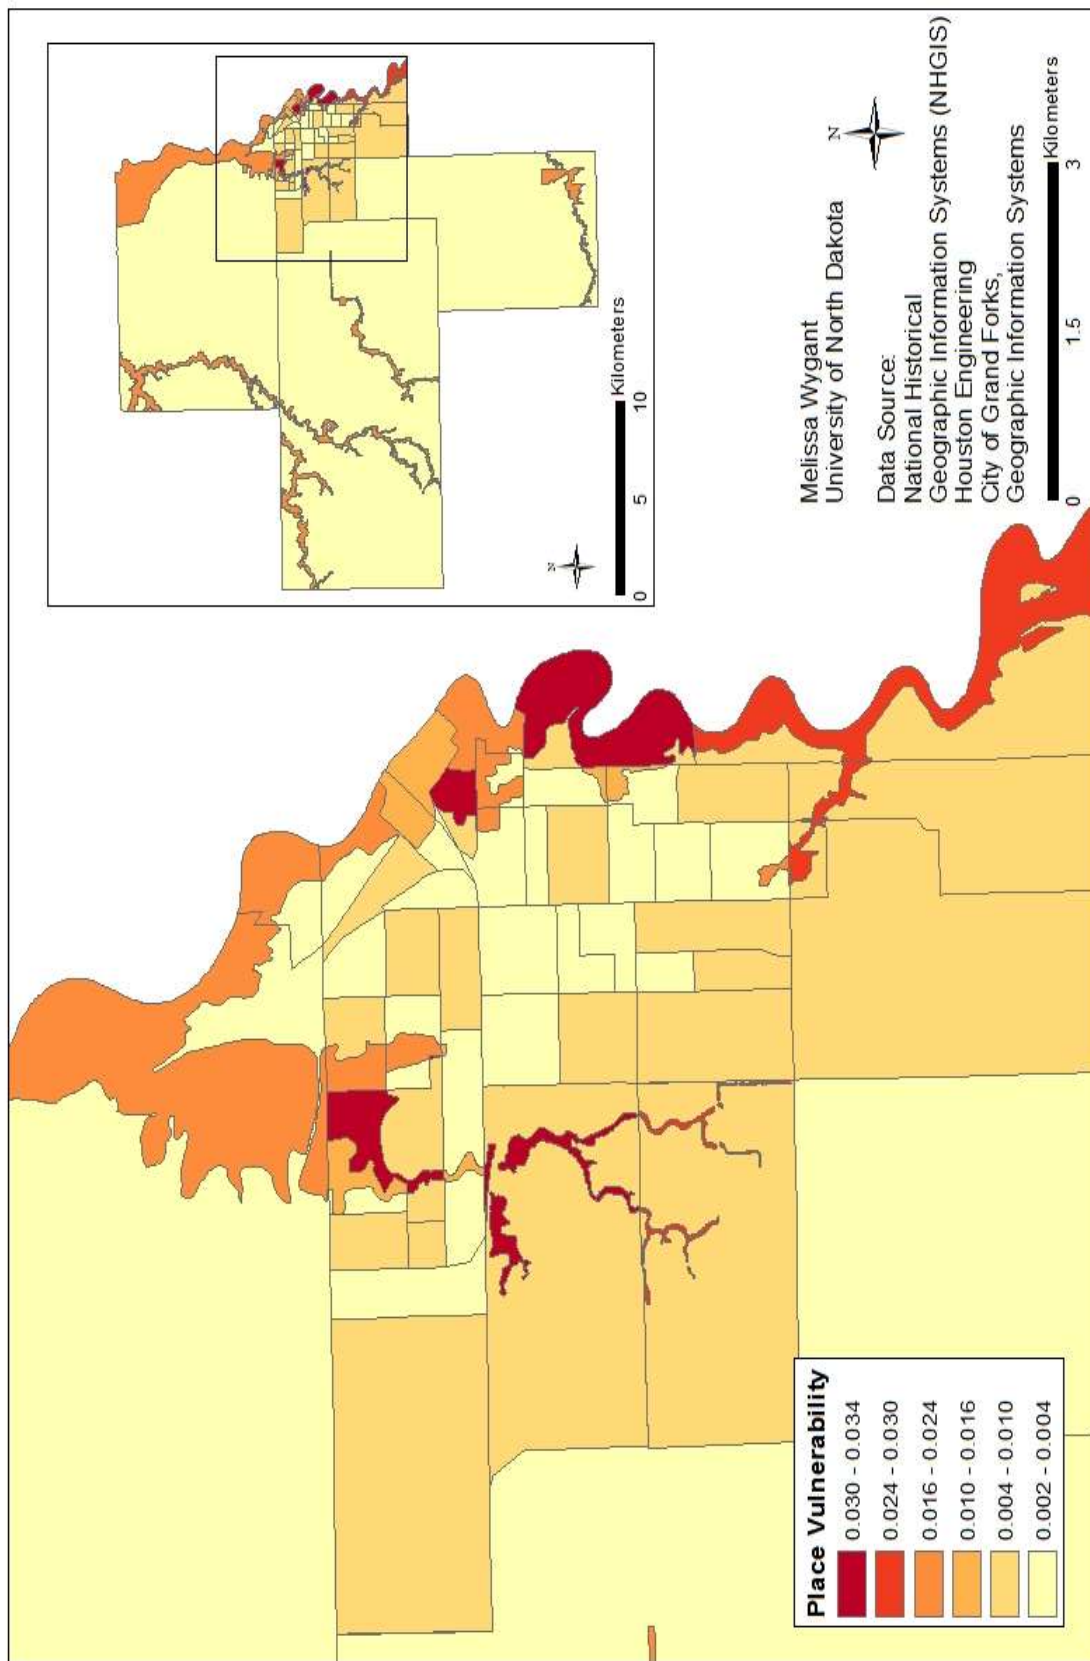 N
0 5 10 Kilometers
Melissa Wygant
University of North Dakota
Data Source:
National Historical
Geographic Information Systems (NHGIS)
Houston Engineering
City of Grand Forks,
Geographic Information Systems
N
0 1.5 3 Kilometers
Place Vulnerability
0.030 - 0.034
0.024 - 0.030
0.016 - 0.024
0.010 - 0.016
0.004 - 0.010
0.002 - 0.004